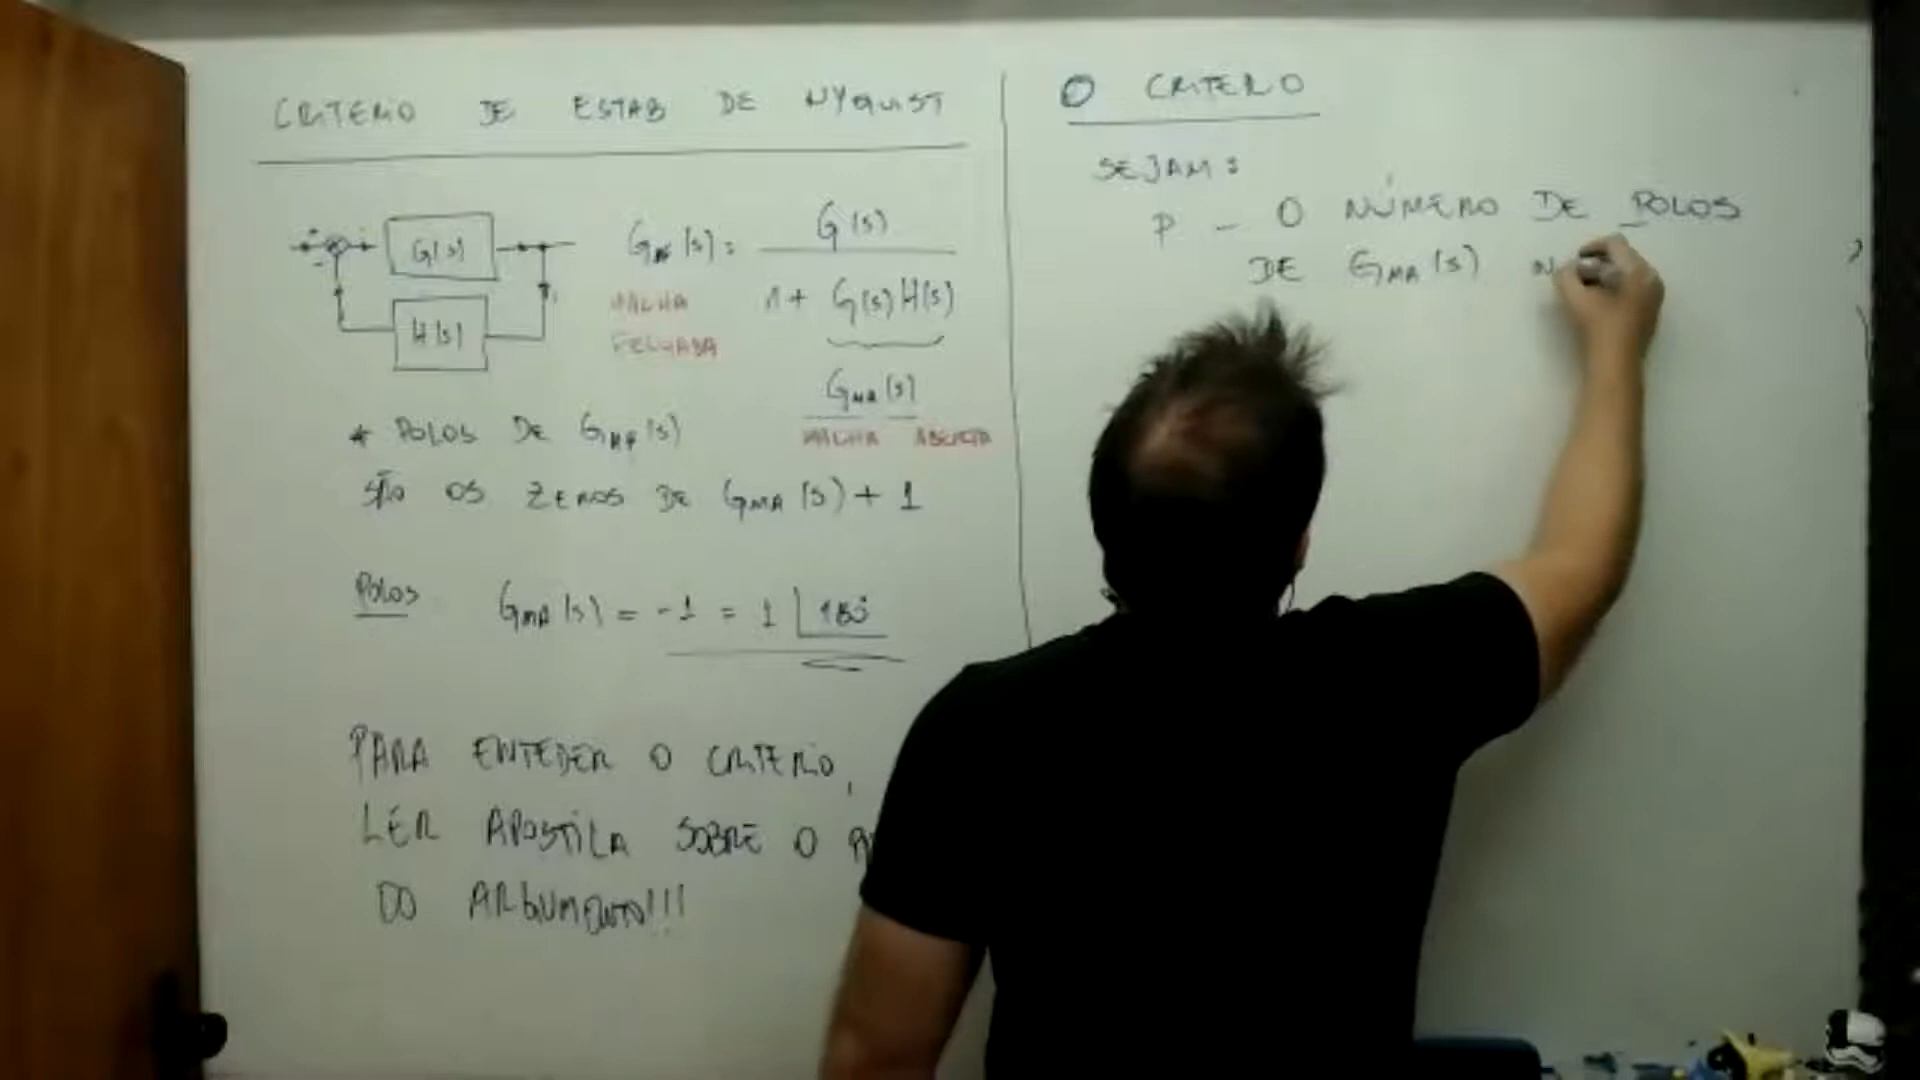 CRITERIO DE ESTAB DE NYQUIST
G(s)
H(s)
GMF(s) = G(s)
1 + G(s)H(s)
MALHA
FECHADA
GMA(s)
MALHA ABERTA
* POLOS DE GMF(s)
SÃO OS ZEROS DE GMA(s) + 1
POLOS GMA(s) = -1 = 1 180°
PARA ENTEDER O CRITERIO,
LER APOSTILA SOBRE O
DO ARGUMENTO!!!
O CRITERIO
SEJAM:
P - O NÚMERO DE POLOS
DE GMA(s)